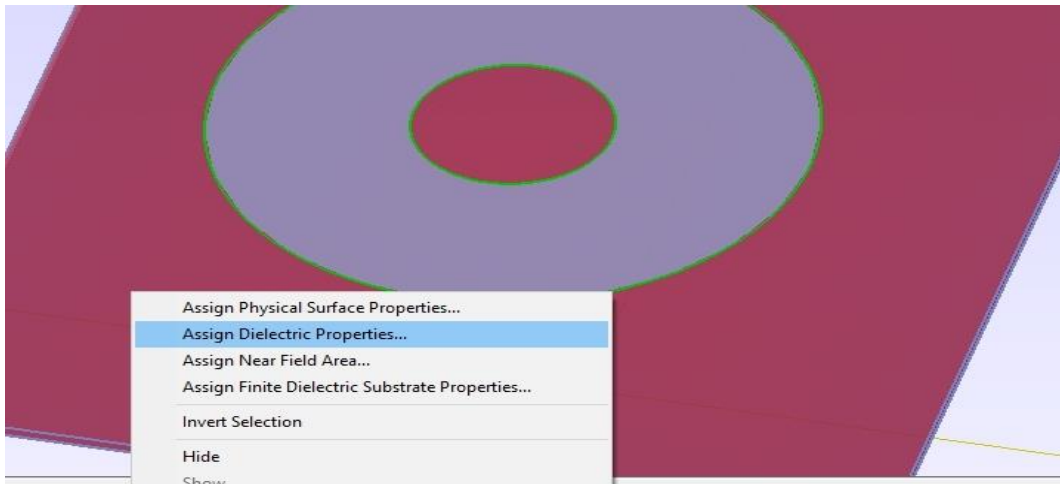 Assign Physical Surface Properties...
Assign Dielectric Properties...
Assign Near Field Area...
Assign Finite Dielectric Substrate Properties...
Invert Selection
Hide
Show